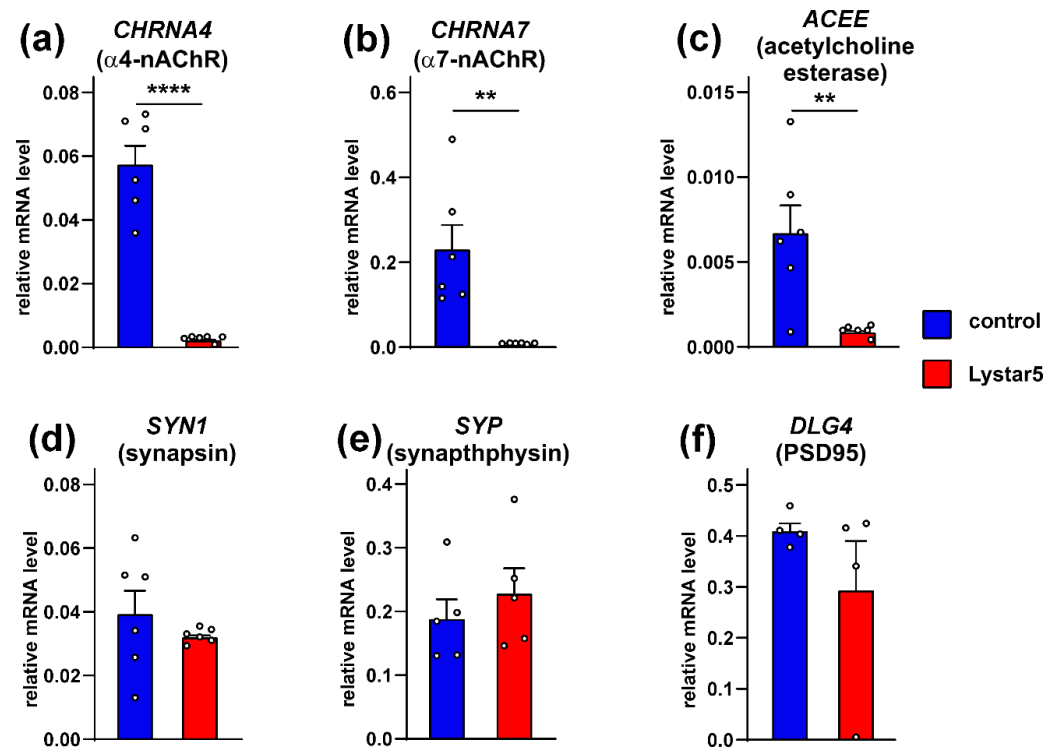 (a)
CHRNA4
(α4-nAChR)
relative mRNA level
0.08
0.06
0.04
0.02
0.00
****
(b)
CHRNA7
(α7-nAChR)
relative mRNA level
0.6
0.4
0.2
0.0
**
(c)
ACEE
(acetylcholine
esterase)
relative mRNA level
0.015
0.010
0.005
0.000
**
control
Lystar5
(d)
SYN1
(synapsin)
relative mRNA level
0.08
0.06
0.04
0.02
0.00
(e)
SYP
(synapthphysin)
relative mRNA level
0.4
0.3
0.2
0.1
0.0
(f)
DLG4
(PSD95)
relative mRNA level
0.5
0.4
0.3
0.2
0.1
0.0